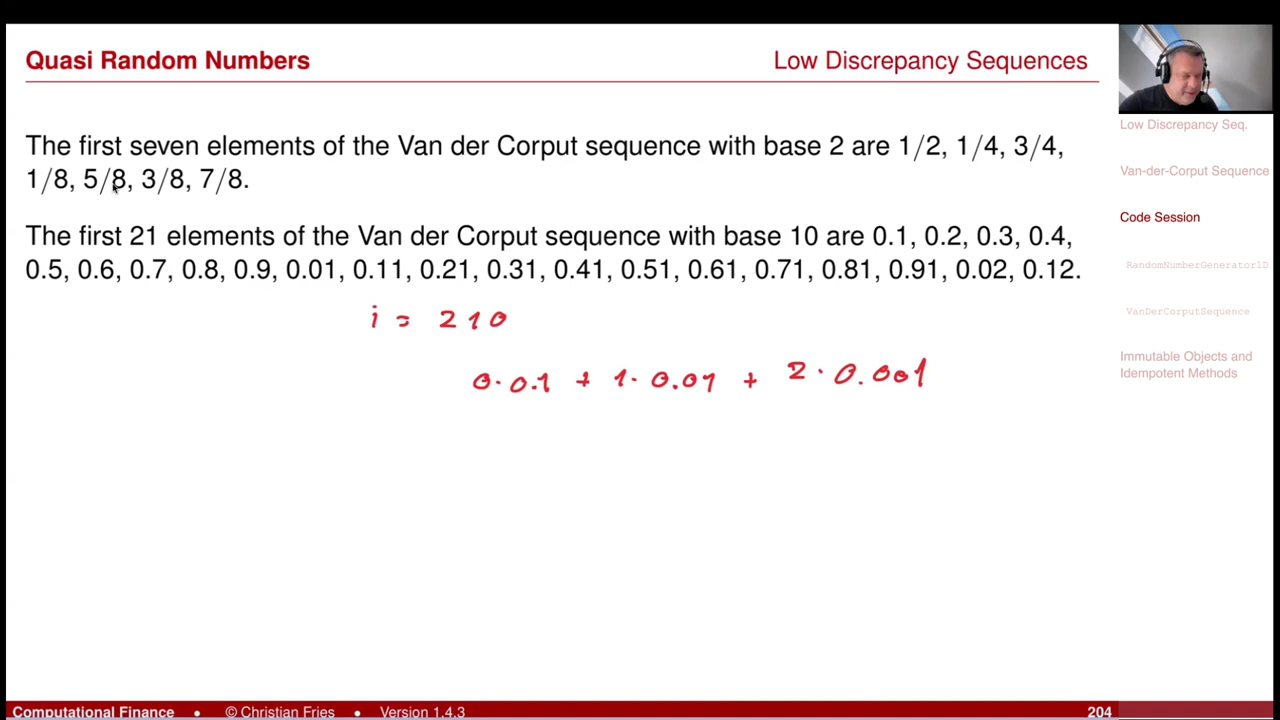 Quasi Random Numbers
Low Discrepancy Sequences
The first seven elements of the Van der Corput sequence with base 2 are 1/2, 1/4, 3/4,
1/8, 5/8, 3/8, 7/8.
The first 21 elements of the Van der Corput sequence with base 10 are 0.1, 0.2, 0.3, 0.4,
0.5, 0.6, 0.7, 0.8, 0.9, 0.01, 0.11, 0.21, 0.31, 0.41, 0.51, 0.61, 0.71, 0.81, 0.91, 0.02, 0.12.
i = 210
0·0.1 + 1·0.01 + 2·0.001
Low Discrepancy Seq.
Van-der-Corput Sequence
Code Session
RandomNumberGenerator1D
VanDerCorputSequence
Immutable Objects and
Idempotent Methods
Computational Finance • © Christian Fries • Version 1.4.3
204